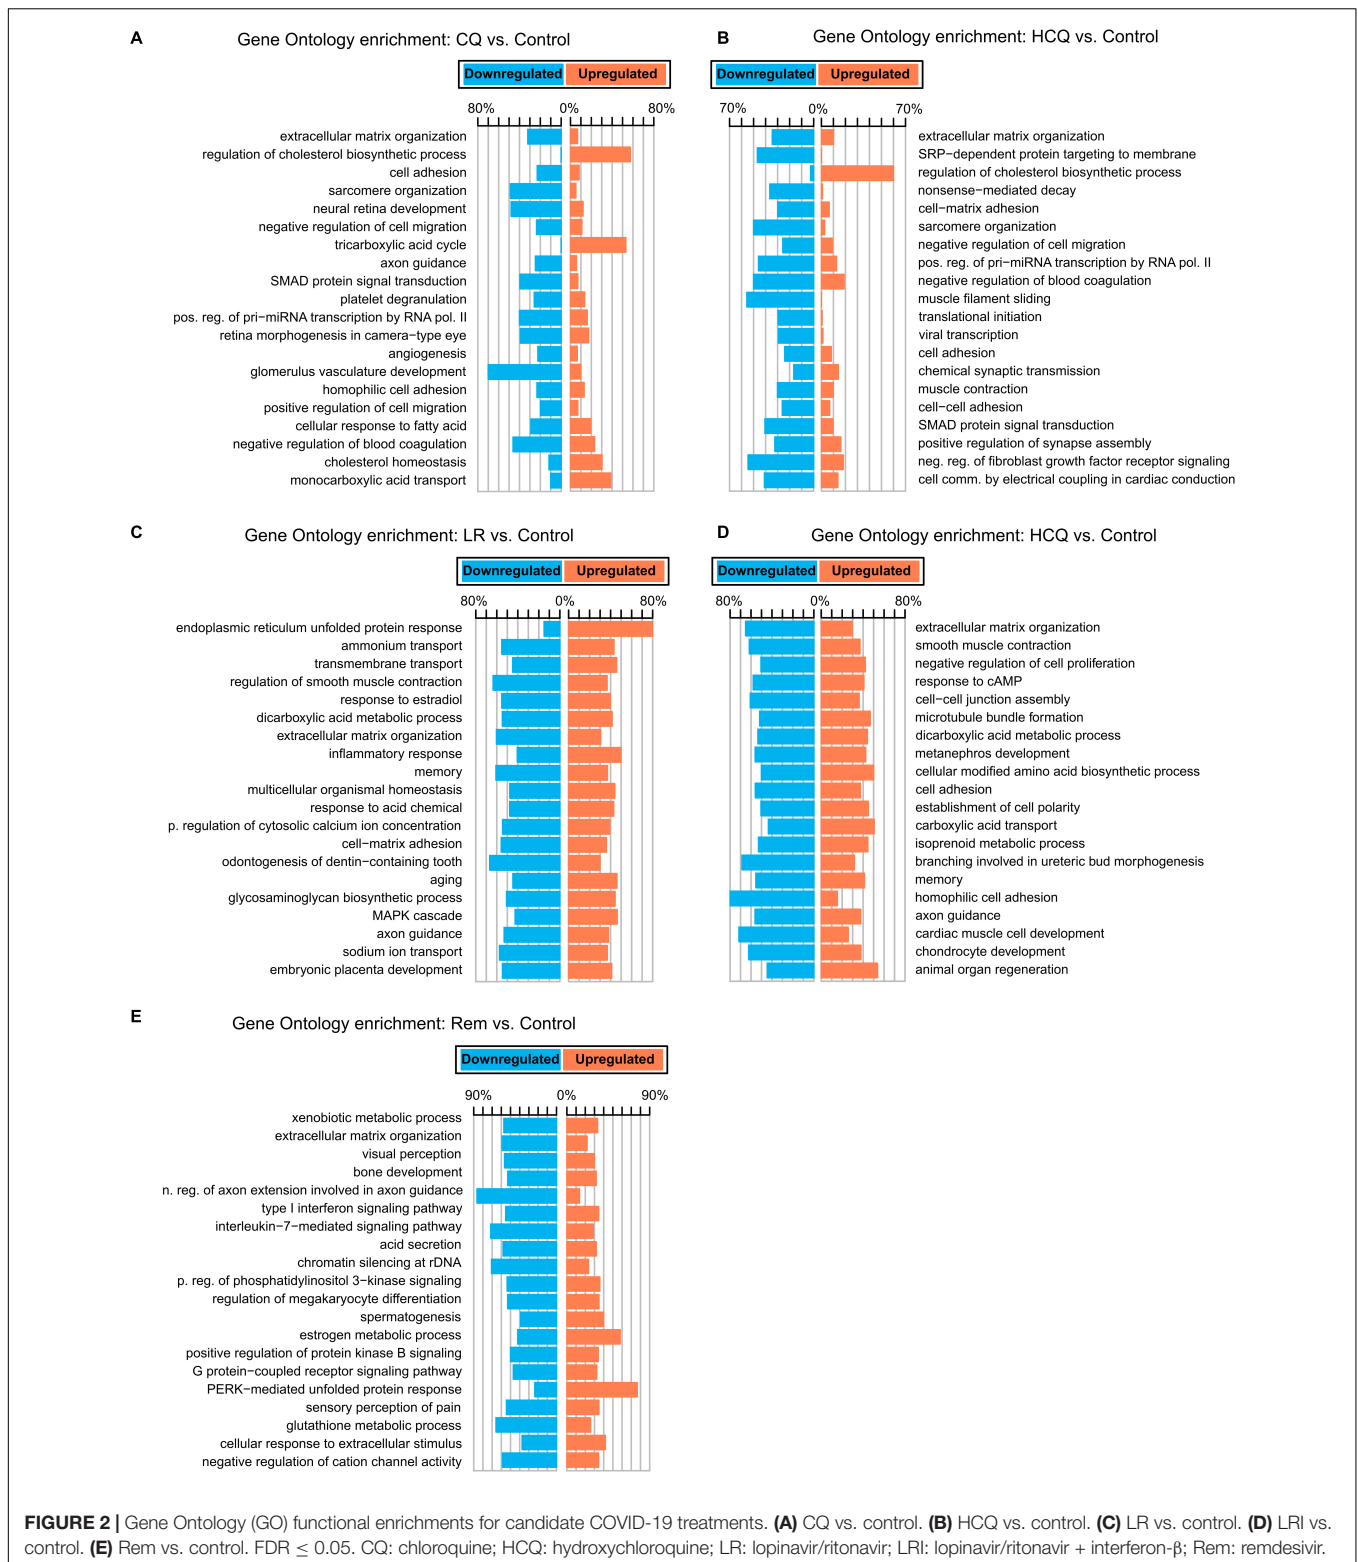 A
Gene Ontology enrichment: CQ vs. Control
Downregulated Upregulated
80% 0% 80%
extracellular matrix organization
regulation of cholesterol biosynthetic process
cell adhesion
sarcomere organization
neural retina development
negative regulation of cell migration
tricarboxylic acid cycle
axon guidance
SMAD protein signal transduction
platelet degranulation
pos. reg. of pri−miRNA transcription by RNA pol. II
retina morphogenesis in camera−type eye
angiogenesis
glomerulus vasculature development
homophilic cell adhesion
positive regulation of cell migration
cellular response to fatty acid
negative regulation of blood coagulation
cholesterol homeostasis
monocarboxylic acid transport
B
Gene Ontology enrichment: HCQ vs. Control
Downregulated Upregulated
70% 0% 70%
extracellular matrix organization
SRP−dependent protein targeting to membrane
regulation of cholesterol biosynthetic process
nonsense−mediated decay
cell−matrix adhesion
sarcomere organization
negative regulation of cell migration
pos. reg. of pri−miRNA transcription by RNA pol. II
negative regulation of blood coagulation
muscle filament sliding
translational initiation
viral transcription
cell adhesion
chemical synaptic transmission
muscle contraction
cell−cell adhesion
SMAD protein signal transduction
positive regulation of synapse assembly
neg. reg. of fibroblast growth factor receptor signaling
cell comm. by electrical coupling in cardiac conduction
C
Gene Ontology enrichment: LR vs. Control
Downregulated Upregulated
80% 0% 80%
endoplasmic reticulum unfolded protein response
ammonium transport
transmembrane transport
regulation of smooth muscle contraction
response to estradiol
dicarboxylic acid metabolic process
extracellular matrix organization
inflammatory response
memory
multicellular organismal homeostasis
response to acid chemical
p. regulation of cytosolic calcium ion concentration
cell−matrix adhesion
odontogenesis of dentin−containing tooth
aging
glycosaminoglycan biosynthetic process
MAPK cascade
axon guidance
sodium ion transport
embryonic placenta development
D
Gene Ontology enrichment: HCQ vs. Control
Downregulated Upregulated
80% 0% 80%
extracellular matrix organization
smooth muscle contraction
negative regulation of cell proliferation
response to cAMP
cell−cell junction assembly
microtubule bundle formation
dicarboxylic acid metabolic process
metanephros development
cellular modified amino acid biosynthetic process
cell adhesion
establishment of cell polarity
carboxylic acid transport
isoprenoid metabolic process
branching involved in ureteric bud morphogenesis
memory
homophilic cell adhesion
axon guidance
cardiac muscle cell development
chondrocyte development
animal organ regeneration
E
Gene Ontology enrichment: Rem vs. Control
Downregulated Upregulated
90% 0% 90%
xenobiotic metabolic process
extracellular matrix organization
visual perception
bone development
n. reg. of axon extension involved in axon guidance
type I interferon signaling pathway
interleukin−7−mediated signaling pathway
acid secretion
chromatin silencing at rDNA
p. reg. of phosphatidylinositol 3−kinase signaling
regulation of megakaryocyte differentiation
spermatogenesis
estrogen metabolic process
positive regulation of protein kinase B signaling
G protein−coupled receptor signaling pathway
PERK−mediated unfolded protein response
sensory perception of pain
glutathione metabolic process
cellular response to extracellular stimulus
negative regulation of cation channel activity
FIGURE 2 | Gene Ontology (GO) functional enrichments for candidate COVID-19 treatments. (A) CQ vs. control. (B) HCQ vs. control. (C) LR vs. control. (D) LRI vs.
control. (E) Rem vs. control. FDR ≤ 0.05. CQ: chloroquine; HCQ: hydroxychloroquine; LR: lopinavir/ritonavir; LRI: lopinavir/ritonavir + interferon-β; Rem: remdesivir.